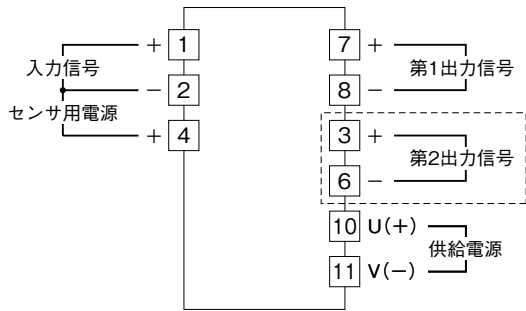 入力信号
センサ用電源
+ 1
− 2
+ 4
7 +
8 −
第1出力信号
3 +
6 −
第2出力信号
10 U(+)
11 V(−)
供給電源